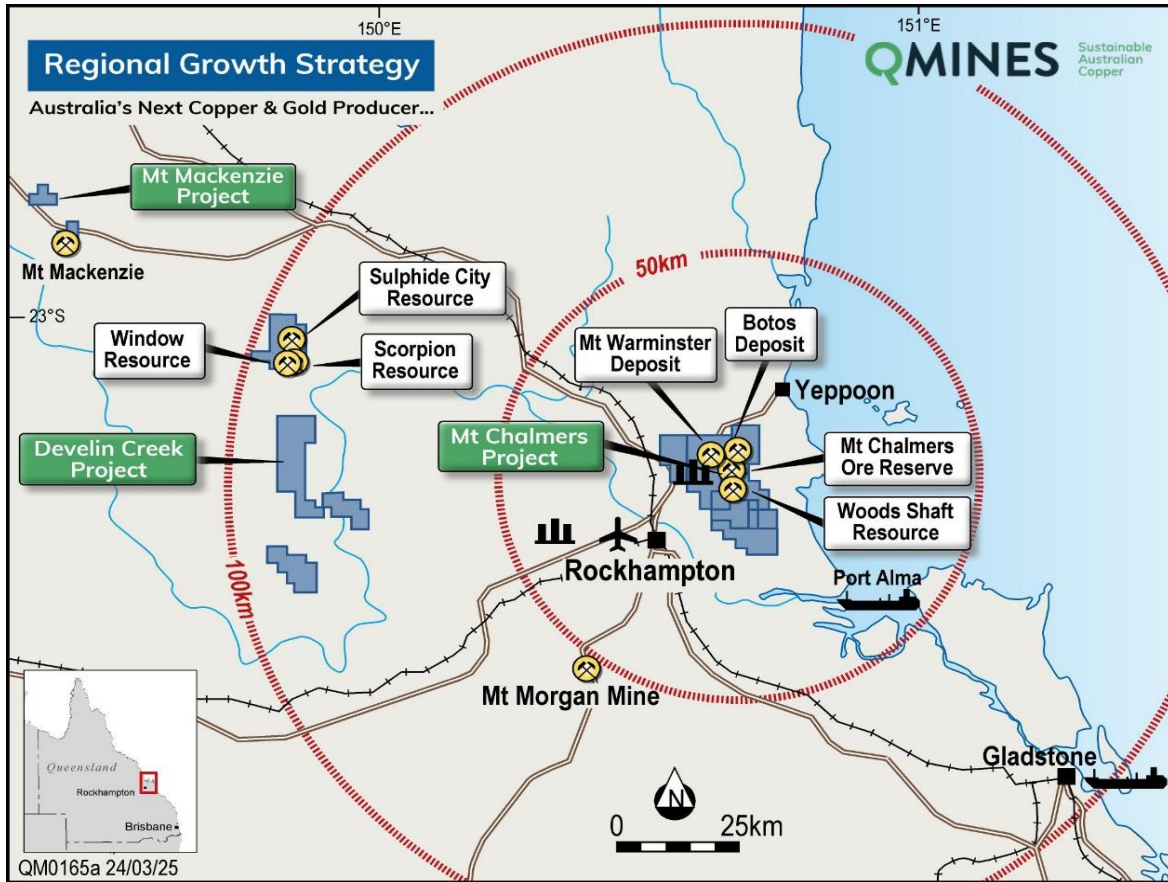 150°E
151°E
Regional Growth Strategy
Australia's Next Copper & Gold Producer...
QMINES
Sustainable
Australian
Copper
Mt Mackenzie
Project
Mt Mackenzie
50km
23°S
Sulphide City
Resource
Window
Resource
Scorpion
Resource
Mt Warminster
Deposit
Botos
Deposit
Yeppoon
Develin Creek
Project
Mt Chalmers
Project
Mt Chalmers
Ore Reserve
Woods Shaft
Resource
100km
Rockhampton
Port Alma
Mt Morgan Mine
Gladstone
Queensland
Rockhampton
Brisbane
N
0 25km
QM0165a 24/03/25